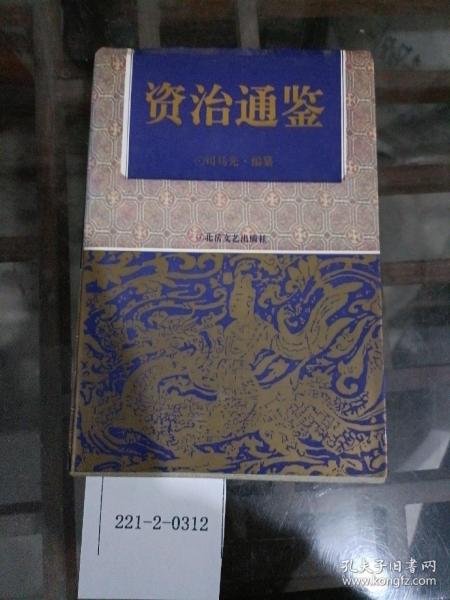 资治通鉴
⊙司马光·编纂
北岳文艺出版社
221-2-0312
孔夫子旧书网
www.kongfz.com